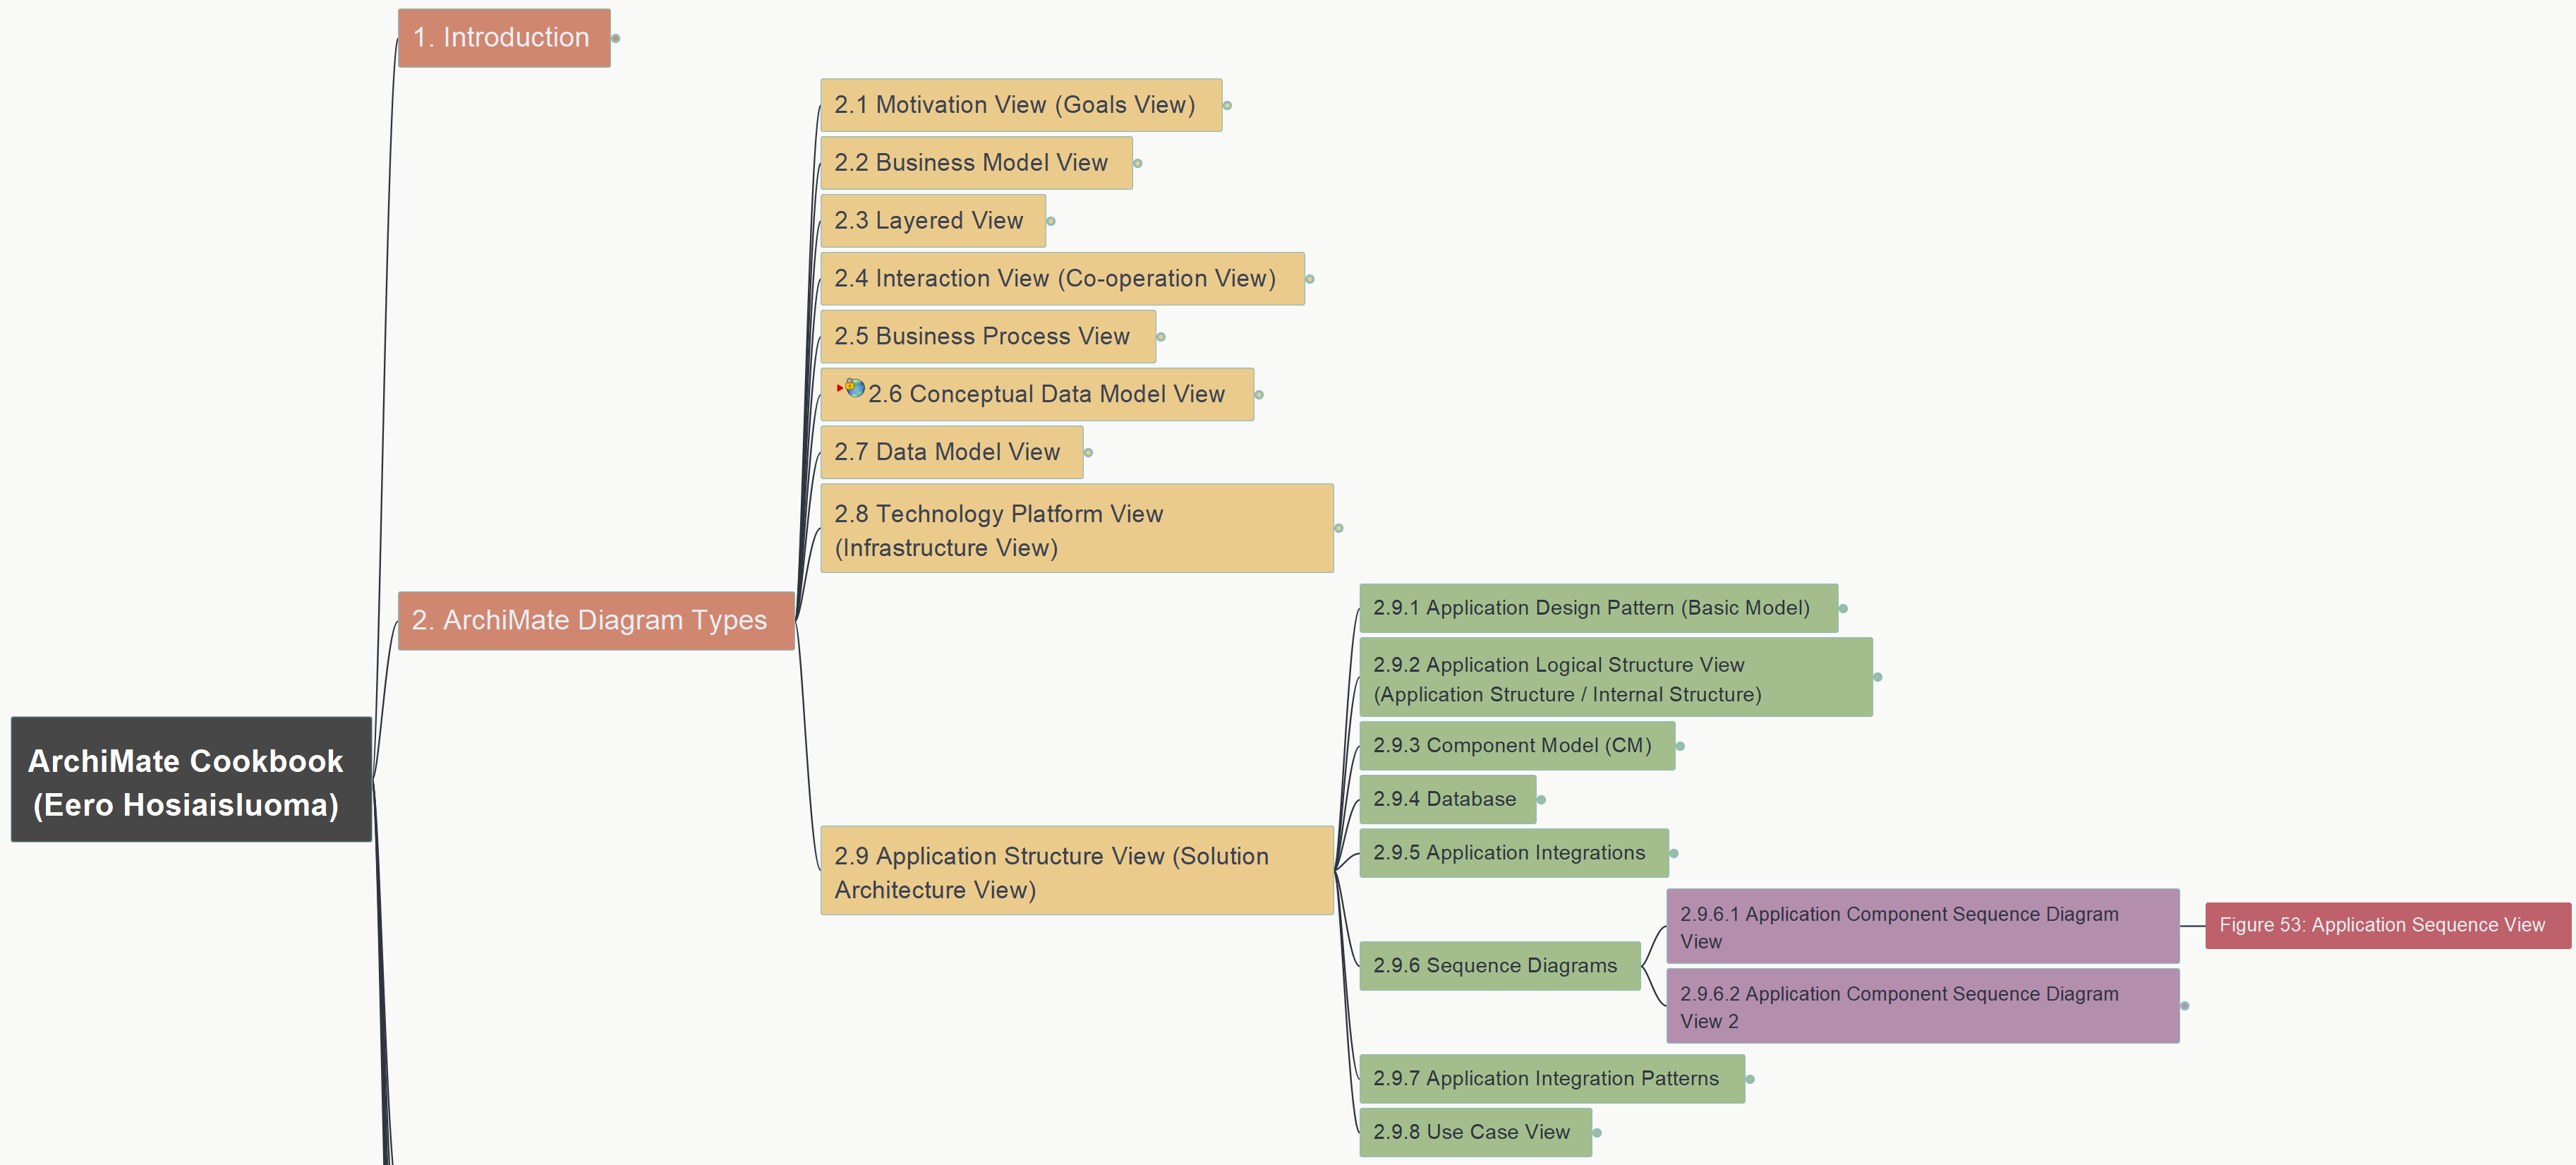 1. Introduction
2.1 Motivation View (Goals View)
2.2 Business Model View
2.3 Layered View
2.4 Interaction View (Co-operation View)
2.5 Business Process View
2.6 Conceptual Data Model View
2.7 Data Model View
2.8 Technology Platform View
(Infrastructure View)
2. ArchiMate Diagram Types
ArchiMate Cookbook
(Eero Hosiaisluoma)
2.9 Application Structure View (Solution
Architecture View)
2.9.1 Application Design Pattern (Basic Model)
2.9.2 Application Logical Structure View
(Application Structure / Internal Structure)
2.9.3 Component Model (CM)
2.9.4 Database
2.9.5 Application Integrations
2.9.6 Sequence Diagrams
2.9.6.1 Application Component Sequence Diagram
View
Figure 53: Application Sequence View
2.9.6.2 Application Component Sequence Diagram
View 2
2.9.7 Application Integration Patterns
2.9.8 Use Case View